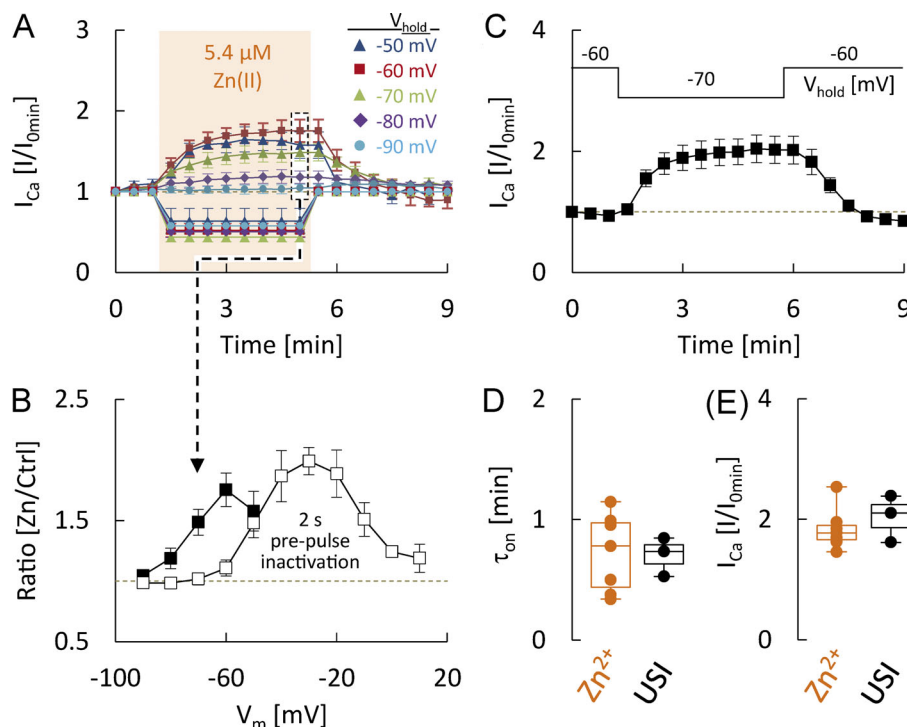 A
3
2
1
0
I_Ca [I/I_0min]
5.4 µM
Zn(II)
V_hold
-50 mV
-60 mV
-70 mV
-80 mV
-90 mV
0
3
6
9
Time [min]
C
4
2
0
I_Ca [I/I_0min]
-60
-70
-60
V_hold [mV]
0
3
6
9
Time [min]
B
2.5
1.5
0.5
Ratio [Zn/Ctrl]
2 s
pre-pulse
inactivation
-100
-60
-20
20
V_m [mV]
D
2
1
0
τ_on [min]
Zn²⁺
USI
(E)
4
2
0
I_Ca [I/I_0min]
Zn²⁺
USI